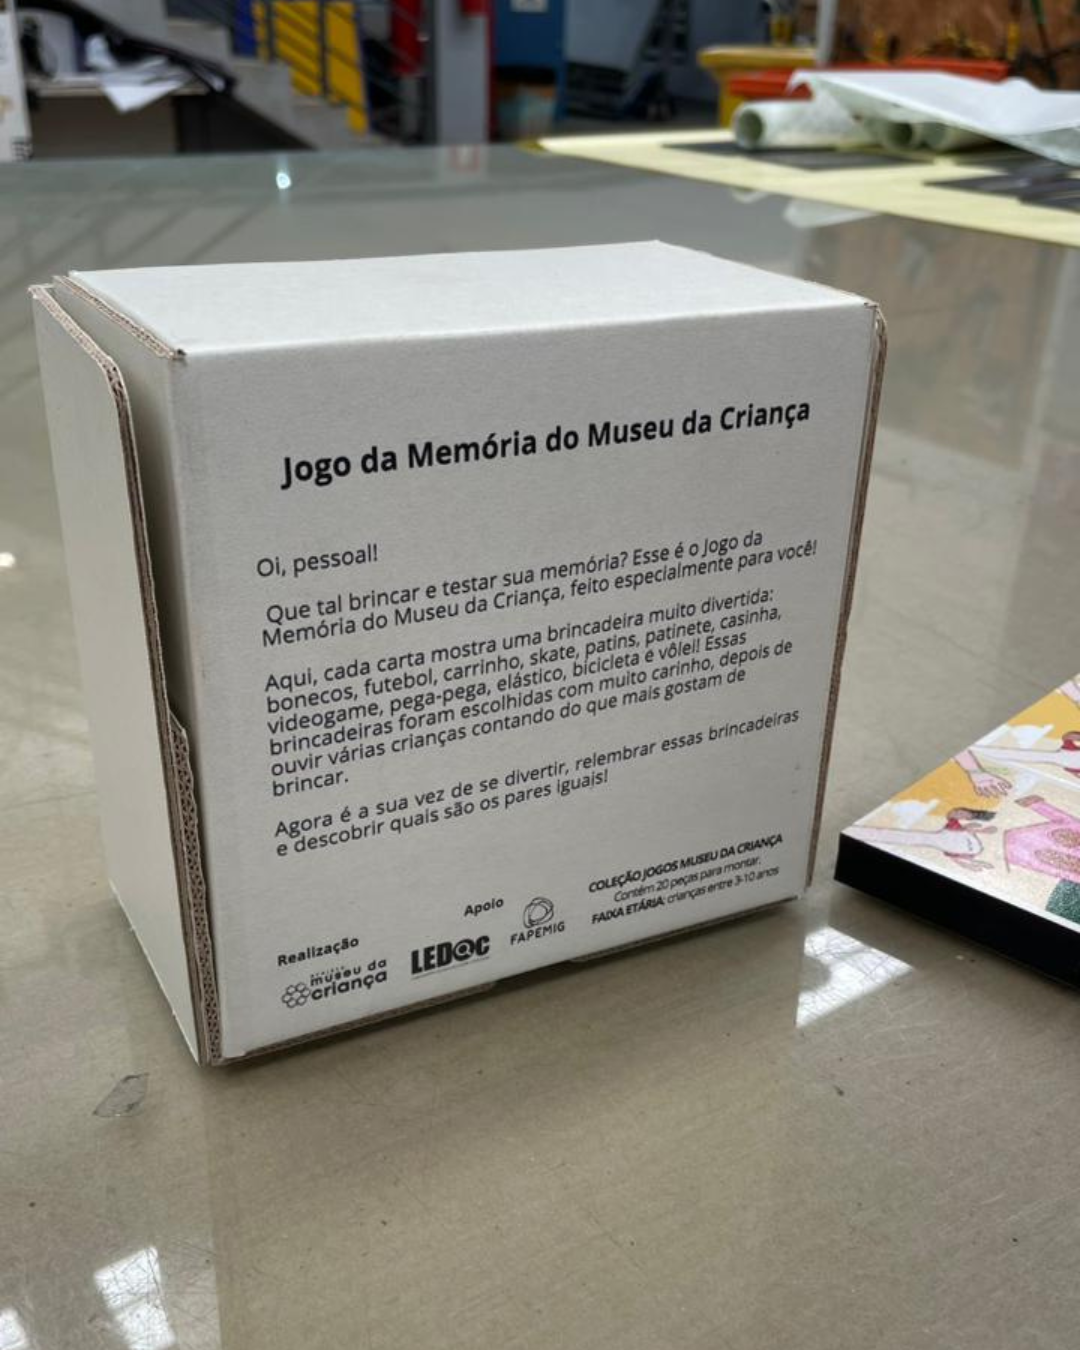 Jogo da Memória do Museu da Criança
Oi, pessoal!
Que tal brincar e testar sua memória? Esse é o Jogo da
Memória do Museu da Criança, feito especialmente para você!
Aqui, cada carta mostra uma brincadeira muito divertida:
bonecos, futebol, carrinho, skate, patins, patinete, casinha,
videogame, pega-pega, elástico, bicicleta e vôlei! Essas
brincadeiras foram escolhidas com muito carinho, depois de
ouvir várias crianças contando do que mais gostam de
brincar.
Agora é a sua vez de se divertir, relembrar essas brincadeiras
e descobrir quais são os pares iguais!
Realização
museu da
criança
Apoio
LEDOC
FAPEMIG
COLEÇÃO JOGOS MUSEU DA CRIANÇA
Contém 20 peças para montar.
FAIXA ETÁRIA: crianças entre 3-10 anos